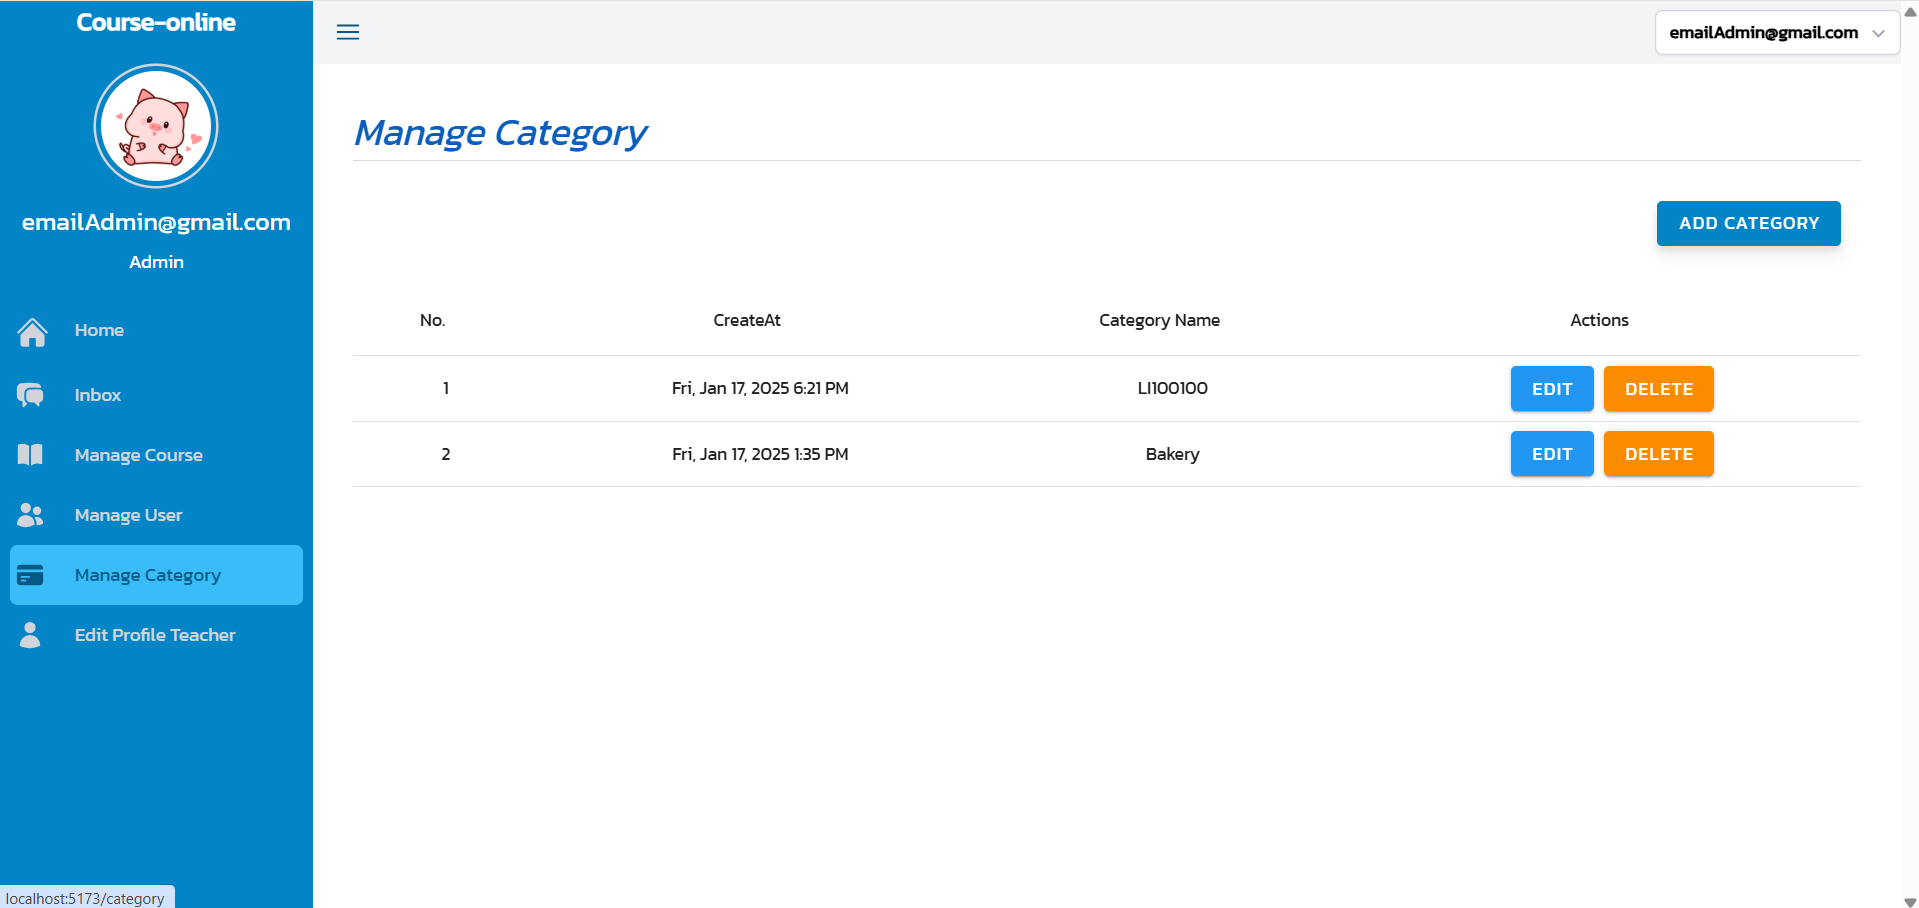 Course-online
emailAdmin@gmail.com
emailAdmin@gmail.com
Admin
Home
Inbox
Manage Course
Manage User
Manage Category
Edit Profile Teacher
Manage Category
ADD CATEGORY
No. CreateAt Category Name Actions
1 Fri, Jan 17, 2025 6:21 PM LI100100 EDIT DELETE
2 Fri, Jan 17, 2025 1:35 PM Bakery EDIT DELETE
localhost:5173/category